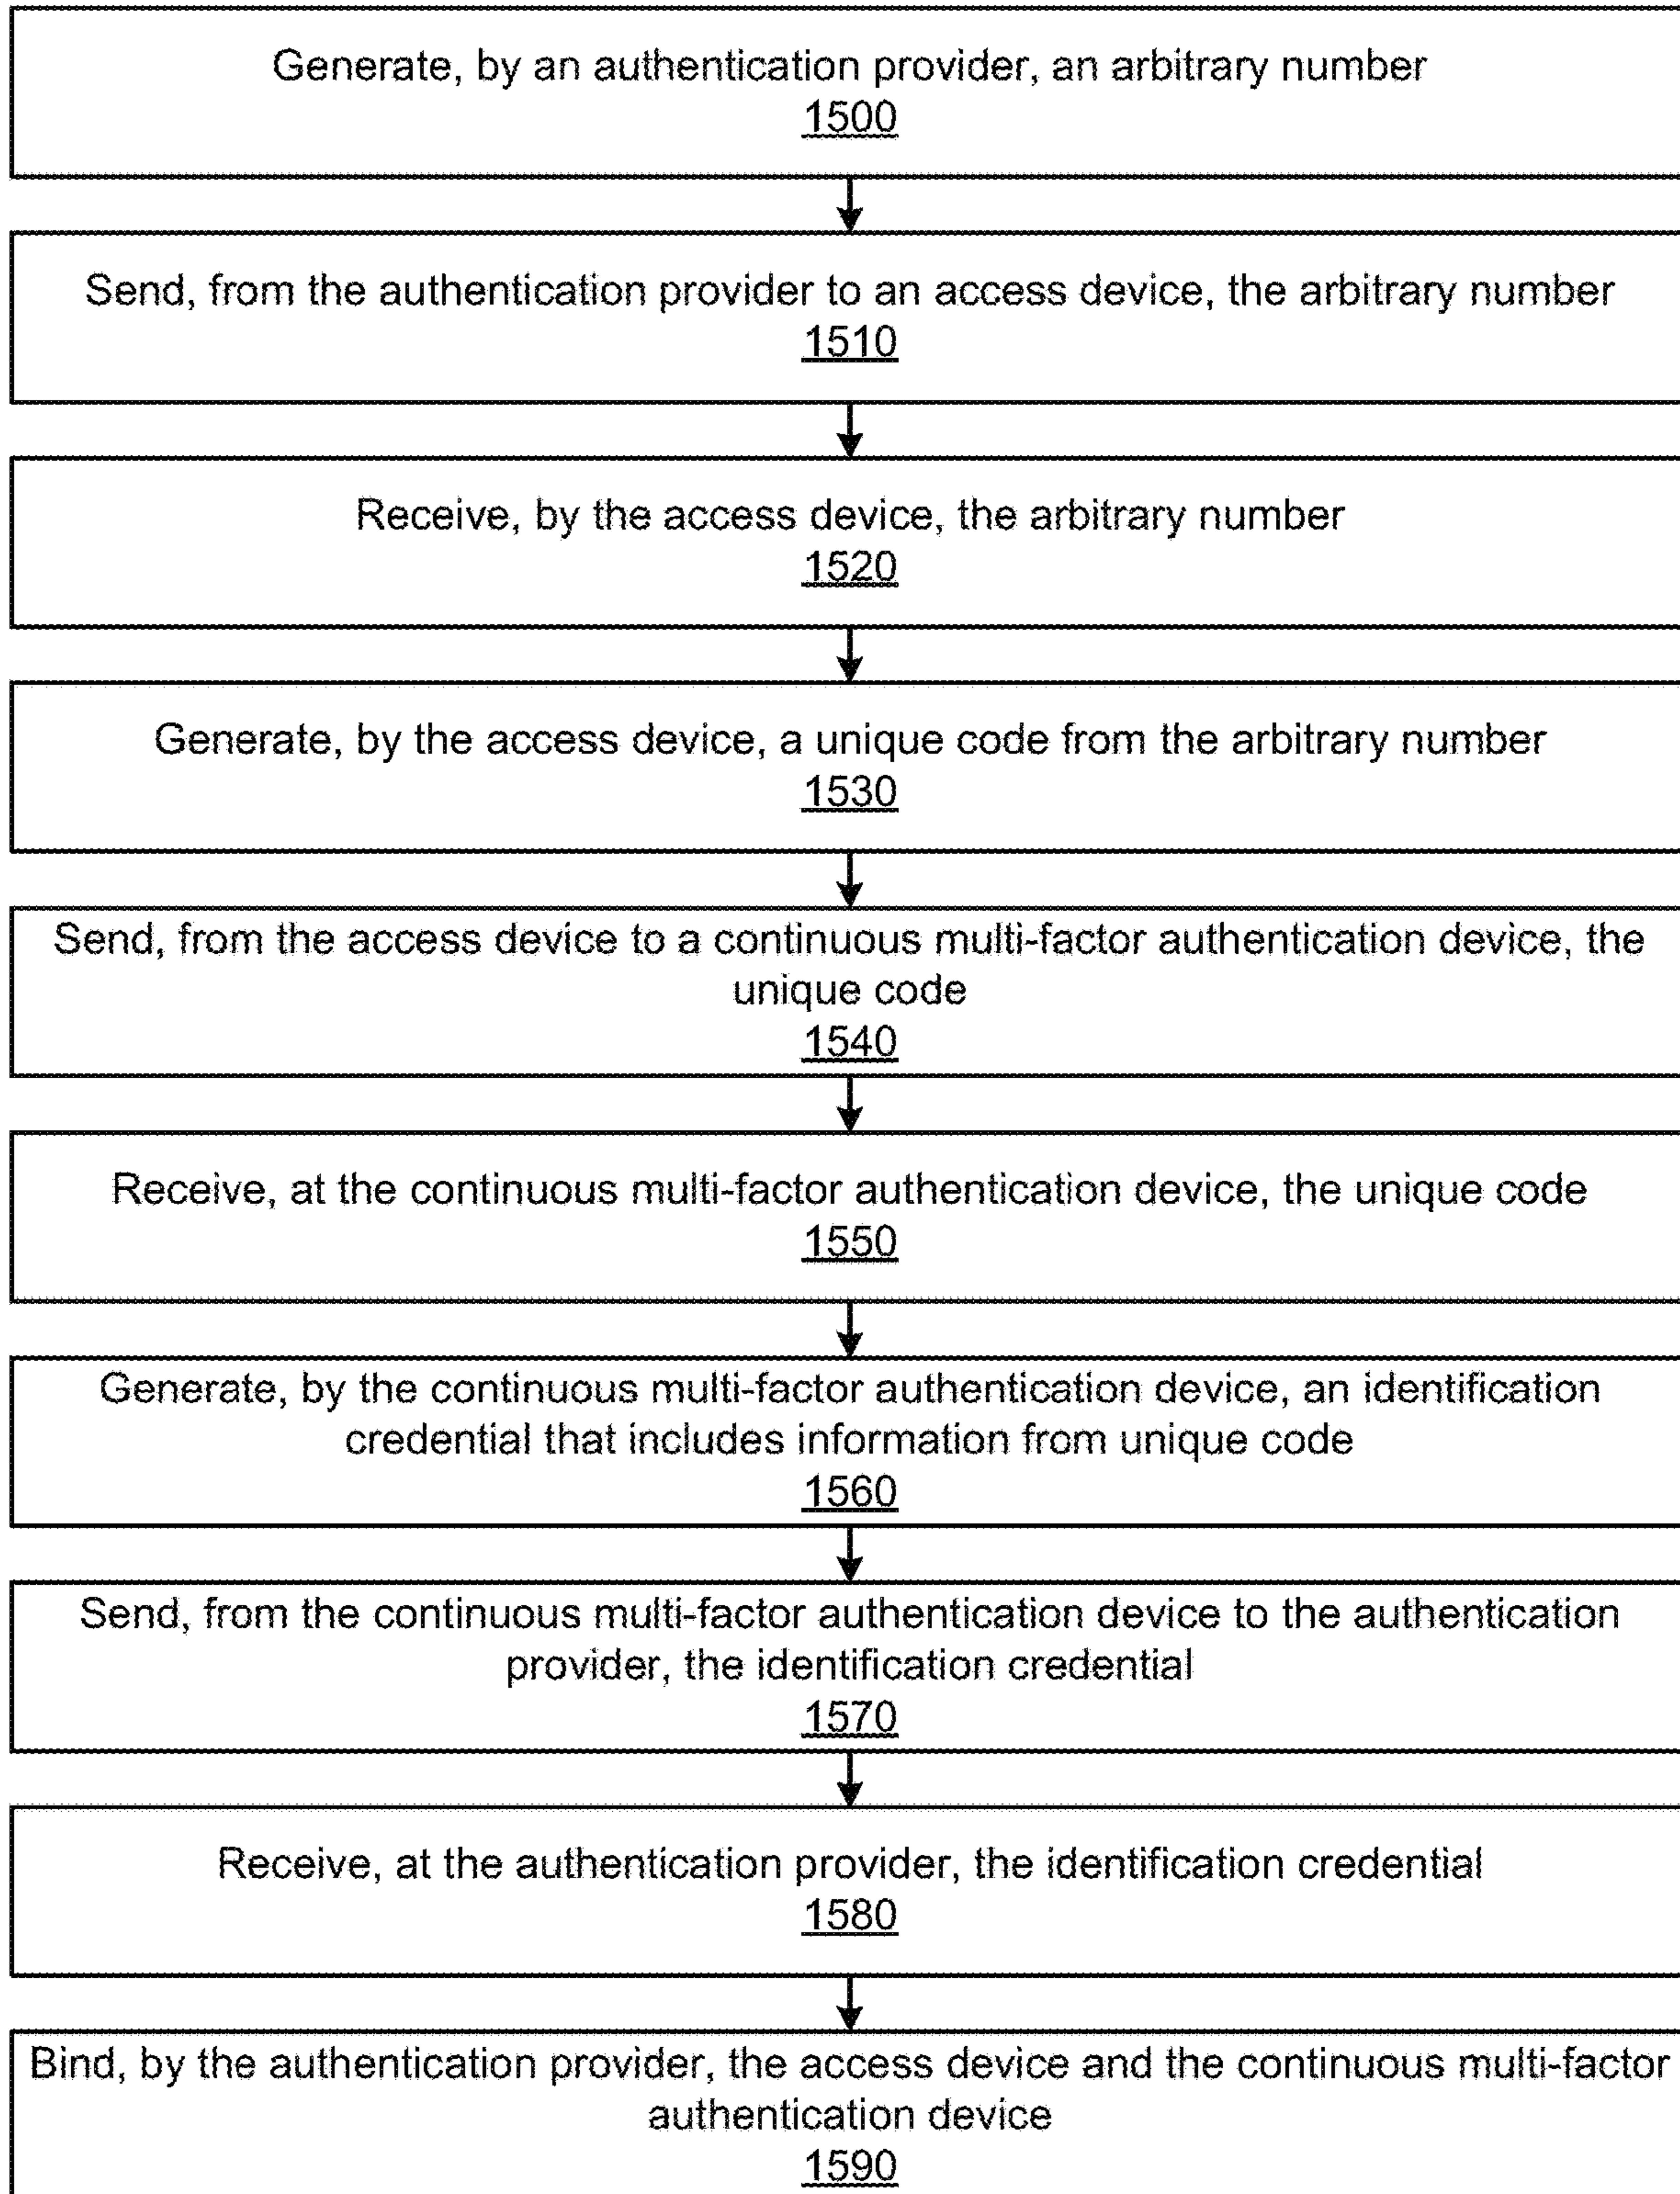 Generate, by an authentication provider, an arbitrary number
1500
Send, from the authentication provider to an access device, the arbitrary number
1510
Receive, by the access device, the arbitrary number
1520
Generate, by the access device, a unique code from the arbitrary number
1530
Send, from the access device to a continuous multi-factor authentication device, the
unique code
1540
Receive, at the continuous multi-factor authentication device, the unique code
1550
Generate, by the continuous multi-factor authentication device, an identification
credential that includes information from unique code
1560
Send, from the continuous multi-factor authentication device to the authentication
provider, the identification credential
1570
Receive, at the authentication provider, the identification credential
1580
Bind, by the authentication provider, the access device and the continuous multi-factor
authentication device
1590